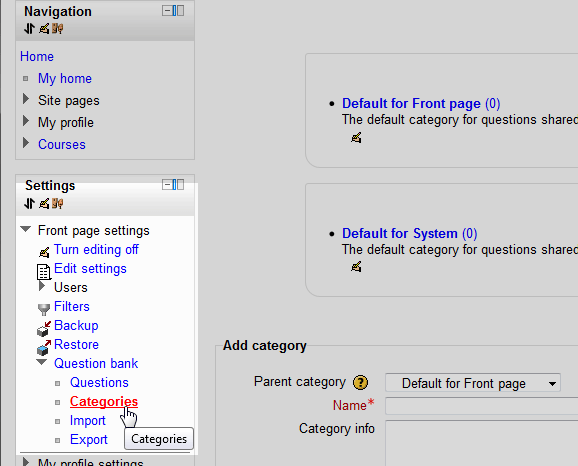 Navigation
Home
My home
Site pages
My profile
Courses
Settings
Front page settings
Turn editing off
Edit settings
Users
Filters
Backup
Restore
Question bank
Questions
Categories
Import
Export
Categories
My profile settings
Default for Front page (0)
The default category for questions shared
Default for System (0)
The default category for questions shared
Add category
Parent category ? Default for Front page
Name*
Category info